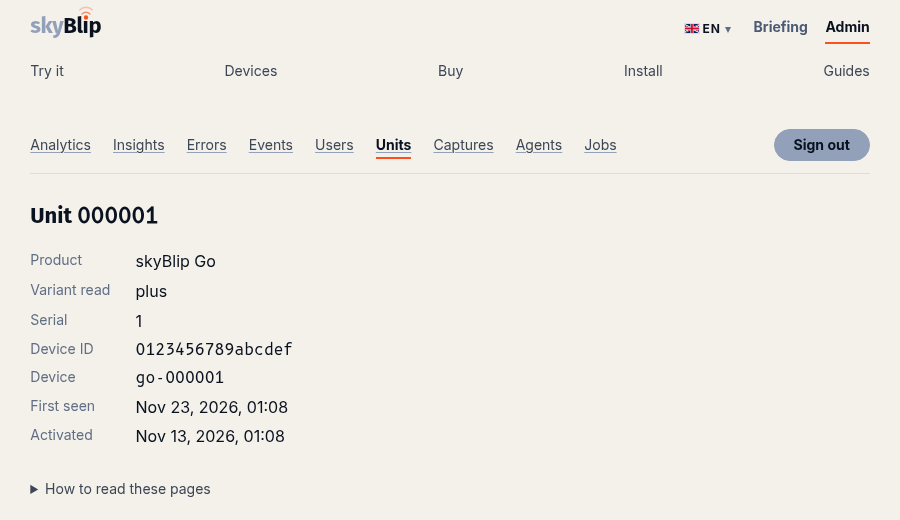 skyBlip
EN ▾ Briefing Admin
Try it Devices Buy Install Guides
Analytics Insights Errors Events Users Units Captures Agents Jobs Sign out
Unit 000001
Product skyBlip Go
Variant read plus
Serial 1
Device ID 0123456789abcdef
Device go-000001
First seen Nov 23, 2026, 01:08
Activated Nov 13, 2026, 01:08
▶ How to read these pages